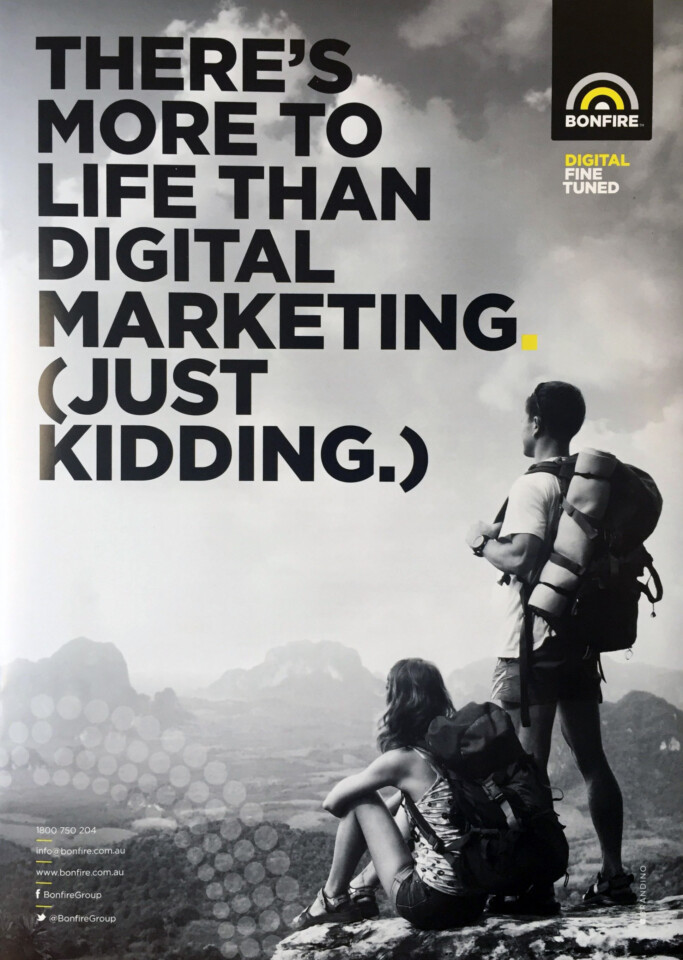 THERE'S
MORE TO
LIFE THAN
DIGITAL
MARKETING.
(JUST
KIDDING.)
BONFIRE™
DIGITAL
FINE
TUNED
1800 750 204
info@bonfire.com.au
www.bonfire.com.au
f BonfireGroup
@BonfireGroup